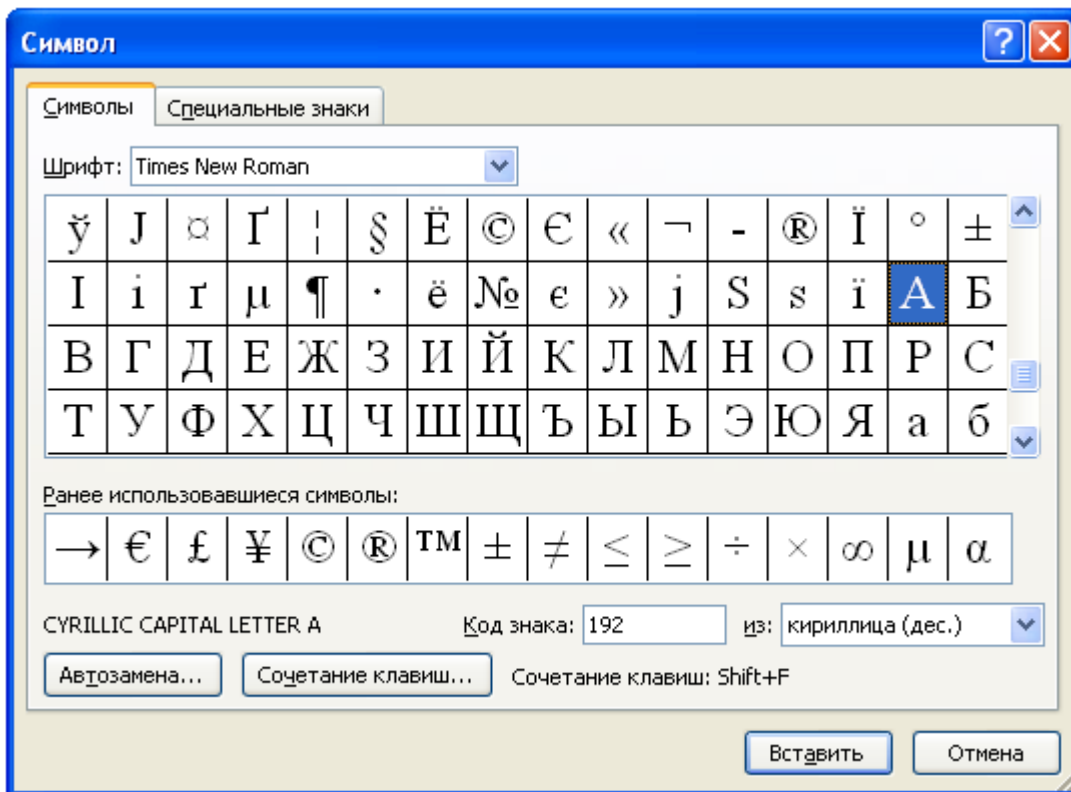 Символ
Символы Специальные знаки
Шрифт: Times New Roman
ў Ј ¤ Ґ ¦ § Ё © Є « ¬ - ® Ї ° ±
І і ґ µ ¶ · ё № є » ј Ѕ ѕ ї А Б
В Г Д Е Ж З И Й К Л М Н О П Р С
Т У Ф Х Ц Ч Ш Щ Ъ Ы Ь Э Ю Я а б
Ранее использовавшиеся символы:
→ € £ ¥ © ® ™ ± ≠ ≤ ≥ ÷ × ∞ µ α
CYRILLIC CAPITAL LETTER A Код знака: 192 из: кириллица (дес.)
Автозамена... Сочетание клавиш... Сочетание клавиш: Shift+F
Вставить Отмена